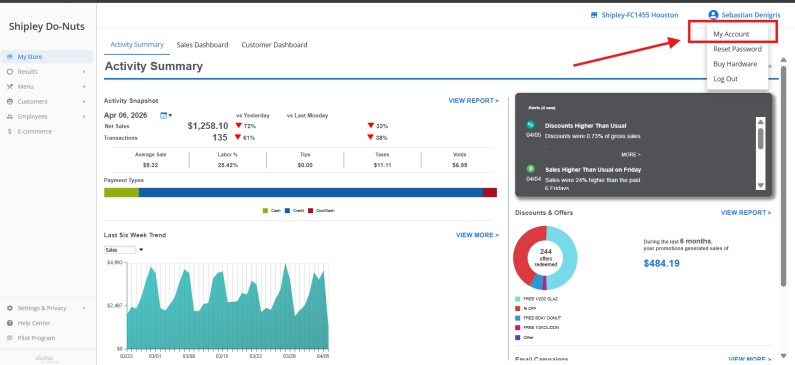 Shipley Do-Nuts
My Store
Results
Menu
Customers
Employees
E-commerce
Settings & Privacy
Help Center
Pilot Program
aloha
Shipley-FC1455 Houston
Sebastian Denigris
My Account
Reset Password
Buy Hardware
Log Out
Activity Summary Sales Dashboard Customer Dashboard
Activity Summary
Activity Snapshot VIEW REPORT >
Apr 06, 2026 vs Yesterday vs Last Monday
Net Sales $1,258.10 72% 33%
Transactions 135 61% 38%
Average Sale Labor % Tips Taxes Voids
$9.32 25.42% $0.00 $11.11 $6.99
Payment Types
Cash Credit DoorDash
Last Six Week Trend VIEW MORE >
Sales
$4,993
$2,497
$0
02/23 03/01 03/08 03/15 03/22 03/29 04/05
Alerts (4 new)
Discounts Higher Than Usual
04/05 Discounts were 0.73% of gross sales
MORE >
Sales Higher Than Usual on Friday
04/04 Sales were 24% higher than the past
6 Fridays
Discounts & Offers VIEW REPORT >
244
offers
redeemed
During the last 6 months,
your promotions generated sales of
$484.19
FREE 1/2DZ GLAZ
% OFF
FREE BDAY DONUT
FREE 1/2KOL/DON
Other
Email Campaigns VIEW MORE >